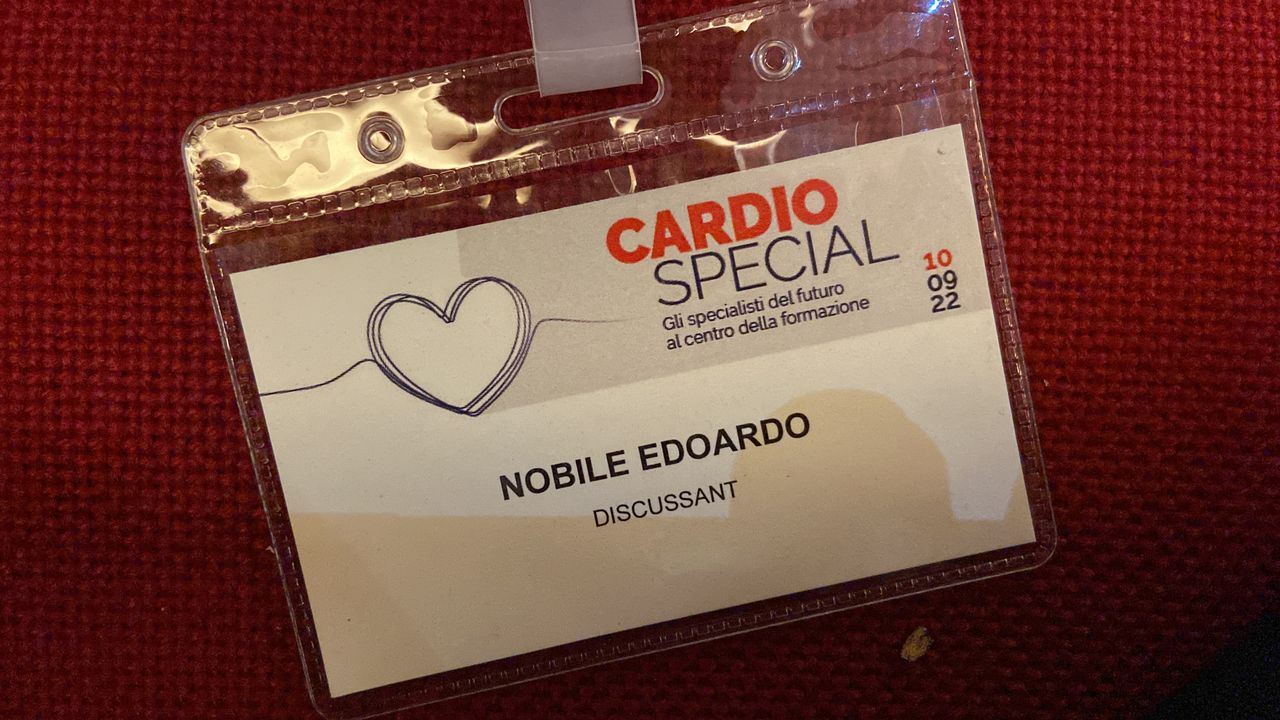 CARDIO
SPECIAL
Gli specialisti del futuro
al centro della formazione
10
09
22
NOBILE EDOARDO
DISCUSSANT